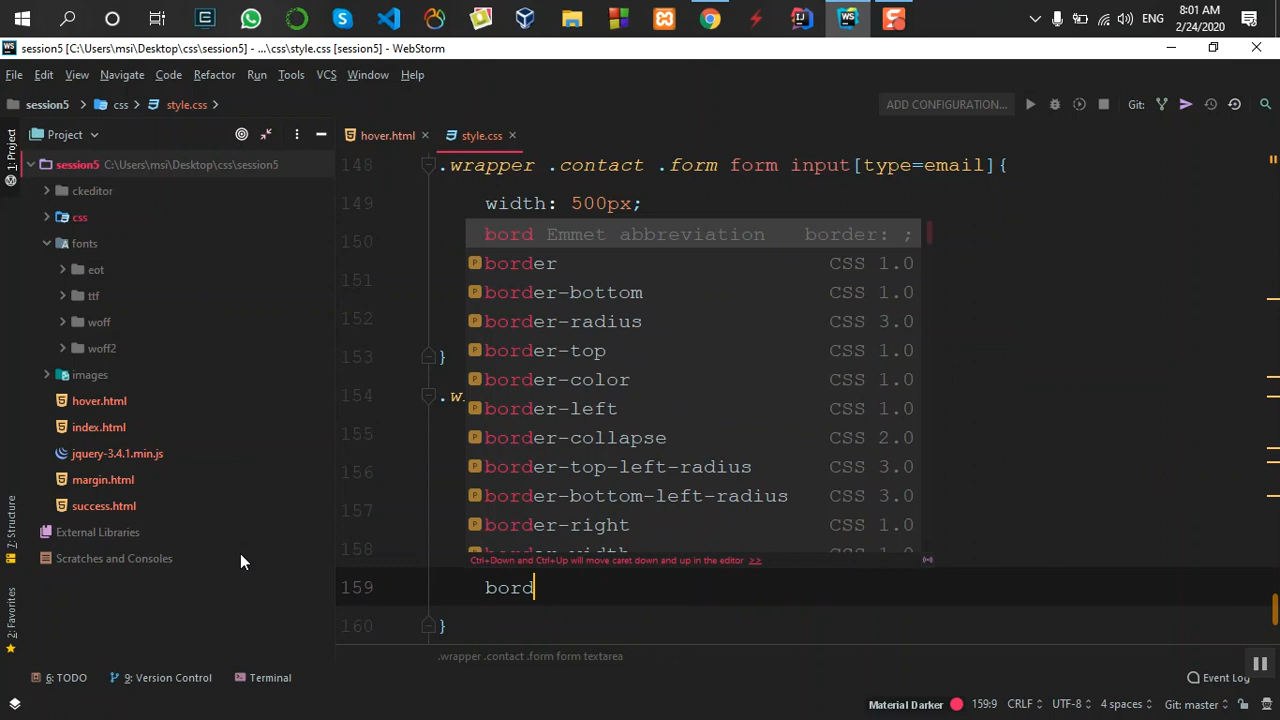 ENG
8:01 AM
2/24/2020
WS
session5 [C:\Users\msi\Desktop\css\session5] - ...\css\style.css [session5] - WebStorm
File Edit View Navigate Code Refactor Run Tools VCS Window Help
session5 css style.css
ADD CONFIGURATION...
Git:
1: Project
7: Structure
2: Favorites
Project
session5 C:\Users\msi\Desktop\css\session5
ckeditor
css
fonts
eot
ttf
woff
woff2
images
hover.html
index.html
jquery-3.4.1.min.js
margin.html
success.html
External Libraries
Scratches and Consoles
hover.html
style.css
148 .wrapper .contact .form form input[type=email]{
149 width: 500px;
150
151
152
153 }
154 .w
155
156
157
158
159 bord
160 }
bord Emmet abbreviation border: ;
border CSS 1.0
border-bottom CSS 1.0
border-radius CSS 3.0
border-top CSS 1.0
border-color CSS 1.0
border-left CSS 1.0
border-collapse CSS 2.0
border-top-left-radius CSS 3.0
border-bottom-left-radius CSS 3.0
border-right CSS 1.0
border-width CSS 1.0
Ctrl+Down and Ctrl+Up will move caret down and up in the editor >>
.wrapper .contact .form form textarea
6: TODO 9: Version Control Terminal Event Log
Material Darker 159:9 CRLF UTF-8 4 spaces Git: master